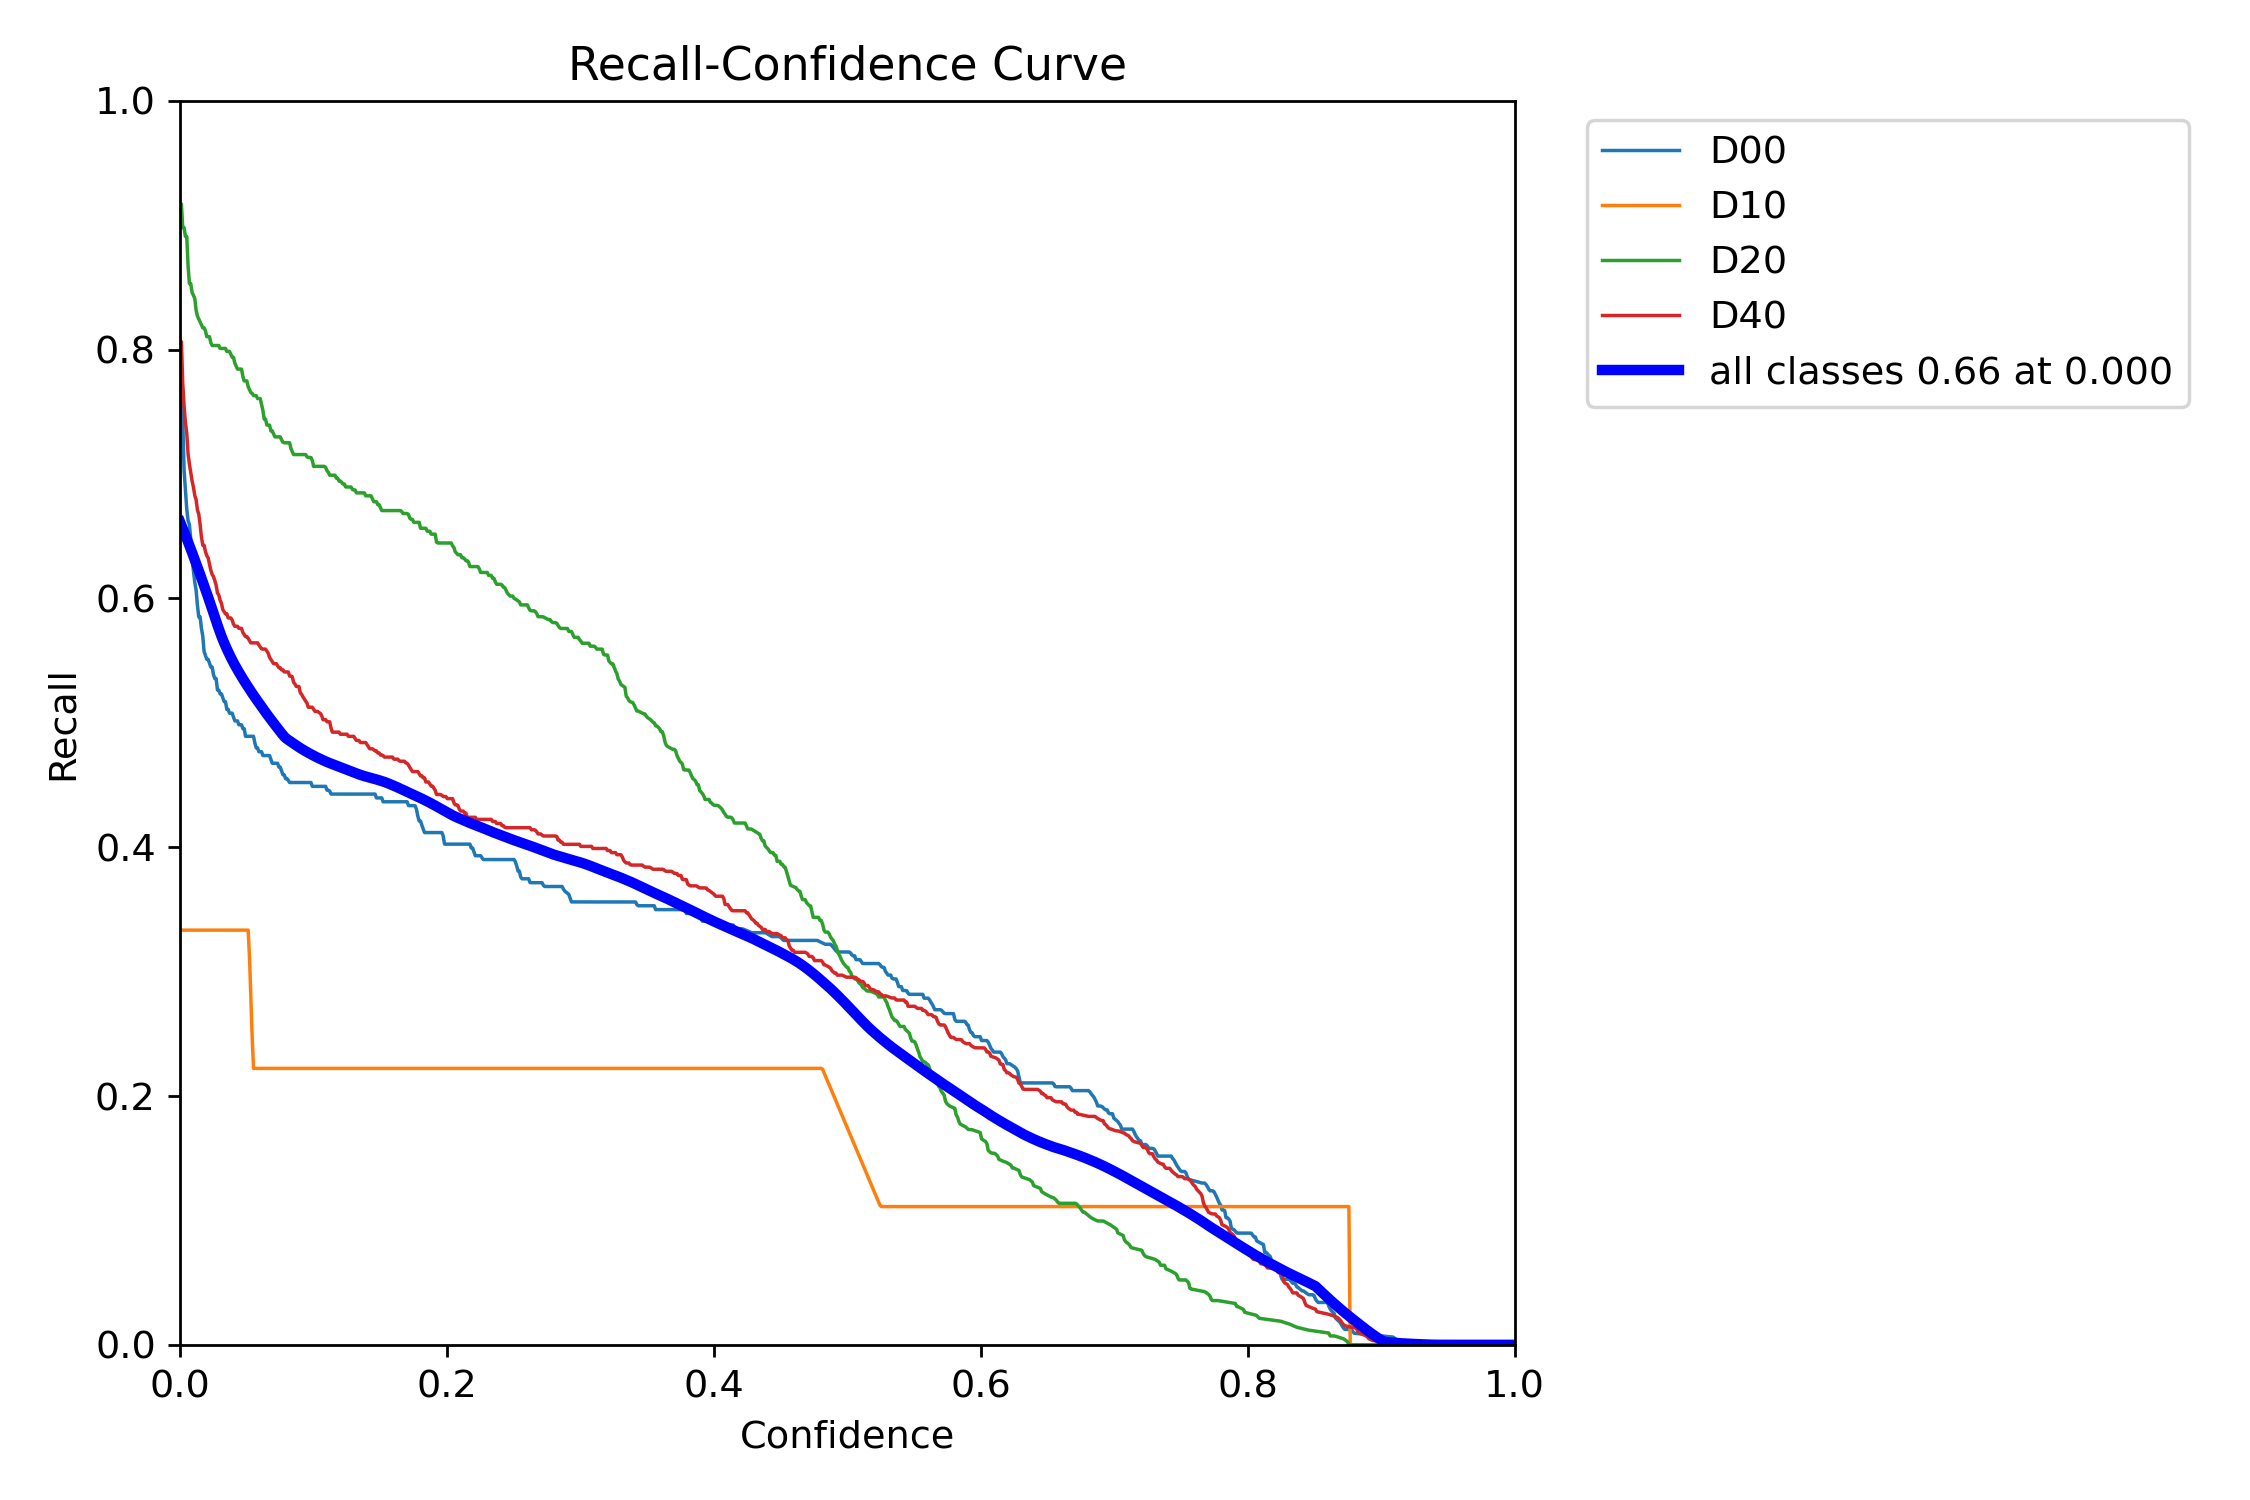 Recall-Confidence Curve
1.0
0.8
0.6
0.4
0.2
0.0
Recall
0.0 0.2 0.4 0.6 0.8 1.0
Confidence
D00
D10
D20
D40
all classes 0.66 at 0.000